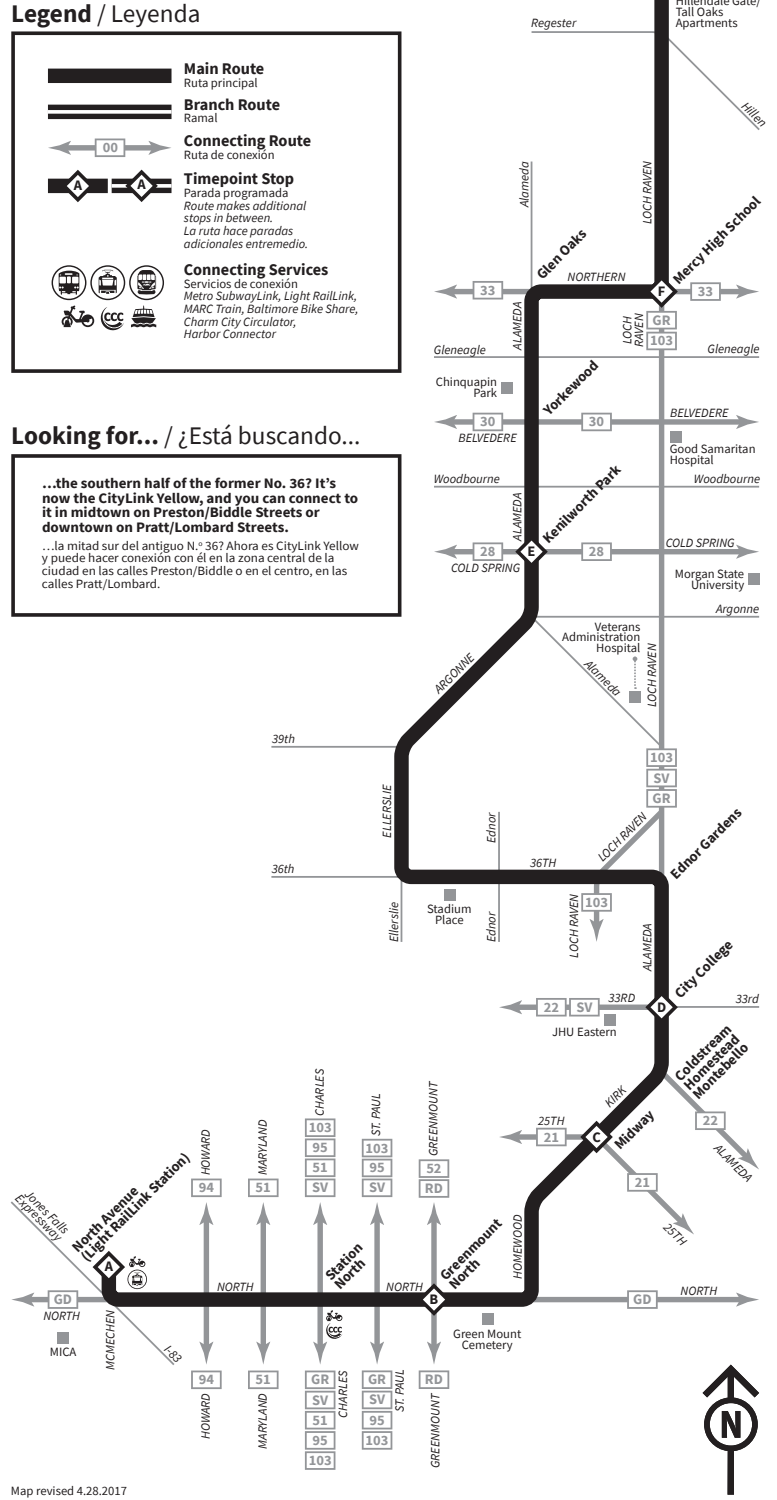 Legend / Leyenda
Main Route
Ruta principal
Branch Route
Ramal
00
Connecting Route
Ruta de conexión
A
A
Timepoint Stop
Parada programada
Route makes additional
stops in between.
La ruta hace paradas
adicionales entremedio.
CCC
Connecting Services
Servicios de conexión
Metro SubwayLink, Light RailLink,
MARC Train, Baltimore Bike Share,
Charm City Circulator,
Harbor Connector
Looking for... / ¿Está buscando...
…the southern half of the former No. 36? It's
now the CityLink Yellow, and you can connect to
it in midtown on Preston/Biddle Streets or
downtown on Pratt/Lombard Streets.
…la mitad sur del antiguo N.º 36? Ahora es CityLink Yellow
y puede hacer conexión con él en la zona central de la
ciudad en las calles Preston/Biddle o en el centro, en las
calles Pratt/Lombard.
Hillendale Gate/
Tall Oaks
Apartments
Regester
Hillen
LOCH RAVEN
Alameda
Glen Oaks
NORTHERN
Mercy High School
33
F
33
GR
103
LOCH
RAVEN
ALAMEDA
Gleneagle
Gleneagle
Chinquapin
Park
Yorkewood
30
30
BELVEDERE
BELVEDERE
Good Samaritan
Hospital
Woodbourne
Woodbourne
ALAMEDA
Kenilworth Park
28
E
28
COLD SPRING
COLD SPRING
Morgan State
University
Argonne
Veterans
Administration
Hospital
Alameda
LOCH RAVEN
ARGONNE
39th
103
SV
GR
ELLERSLIE
Ednor
LOCH RAVEN
Ednor Gardens
36th
36TH
Stadium
Place
Ellerslie
Ednor
103
LOCH RAVEN
ALAMEDA
City College
22
SV
33RD
D
33rd
JHU Eastern
Coldstream
Homestead
Montebello
KIRK
22
ALAMEDA
25TH
21
C
Midway
21
25TH
HOMEWOOD
HOWARD
94
MARYLAND
51
CHARLES
103
95
51
SV
ST. PAUL
103
95
SV
GREENMOUNT
52
RD
Jones Falls
Expressway
North Avenue
(Light RailLink Station)
A
Station
North
Greenmount
North
GD
NORTH
NORTH
NORTH
B
GD
NORTH
CCC
MICA
MCMECHEN
I-83
Green Mount
Cemetery
94
HOWARD
51
MARYLAND
GR
SV
51
95
103
CHARLES
GR
SV
95
103
ST. PAUL
RD
GREENMOUNT
N
Map revised 4.28.2017